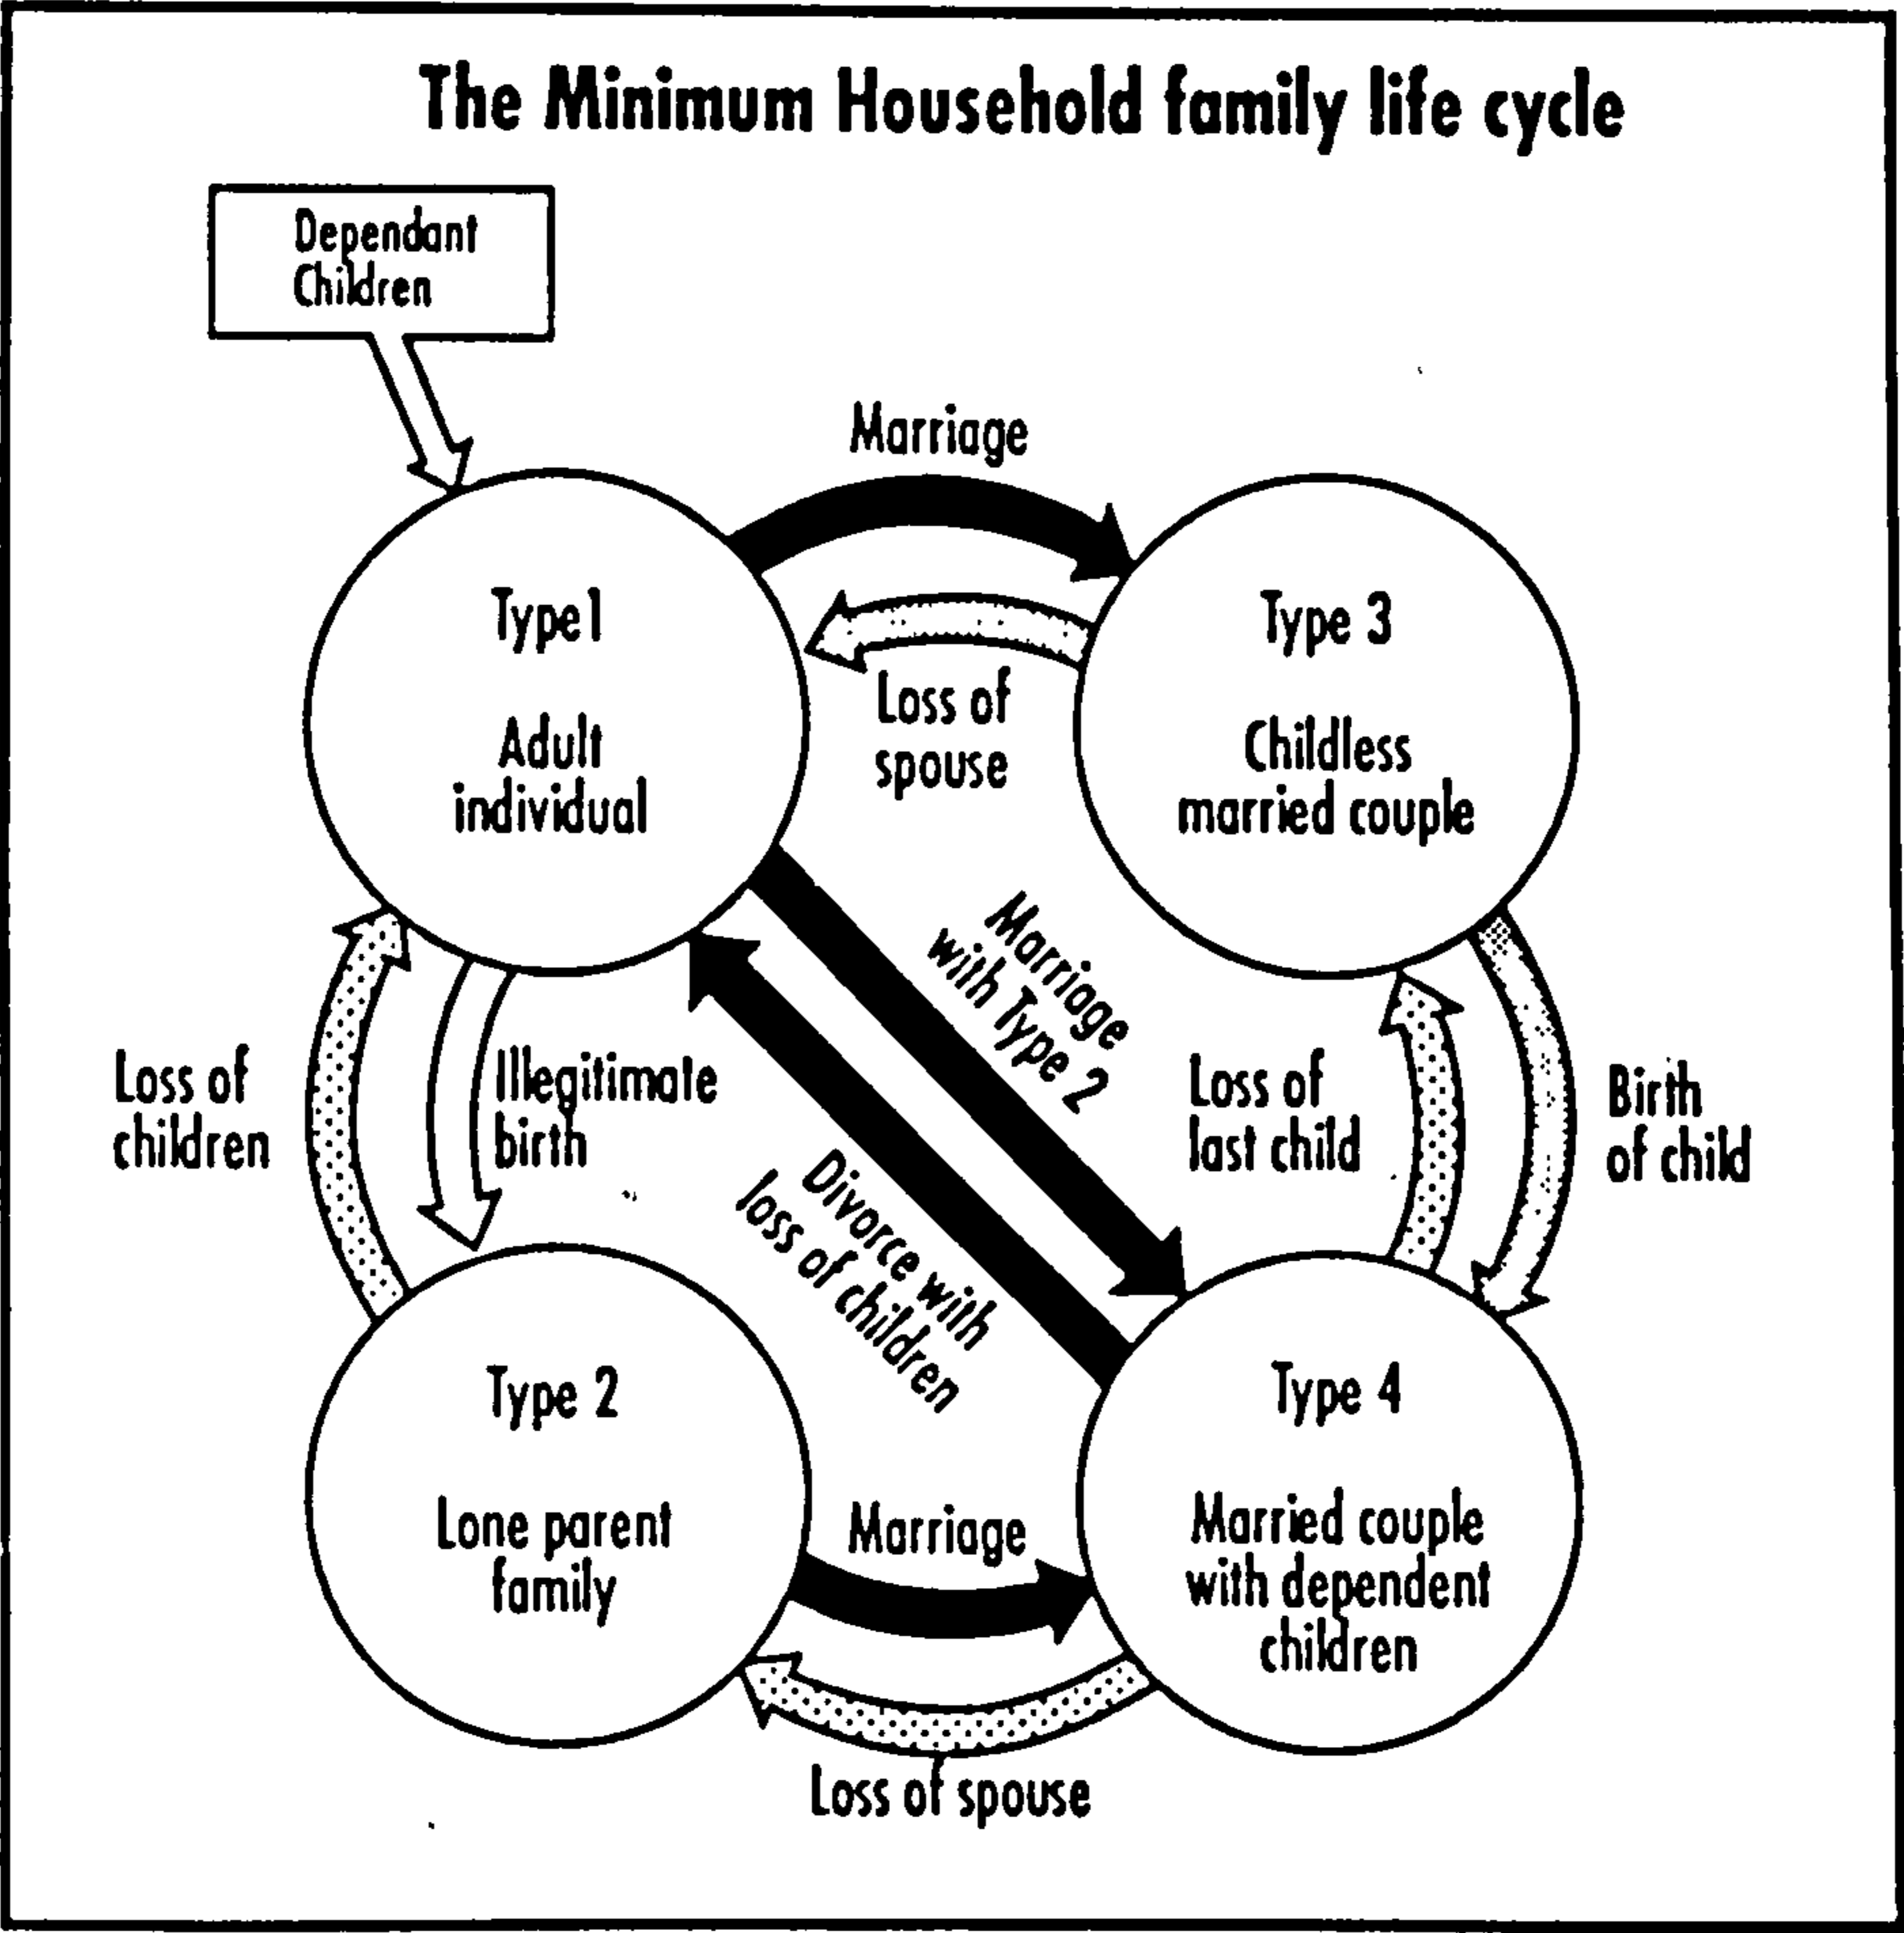 The Minimum Household family life cycle
Dependant
Children
Marriage
Type 1
Adult
individual
Loss of
spouse
Type 3
Childless
married couple
Marriage
with Type 2
Loss of
children
Illegitimate
birth
Divorce with
loss of children
Loss of
last child
Birth
of child
Type 2
Lone parent
family
Marriage
Type 4
Married couple
with dependent
children
Loss of spouse